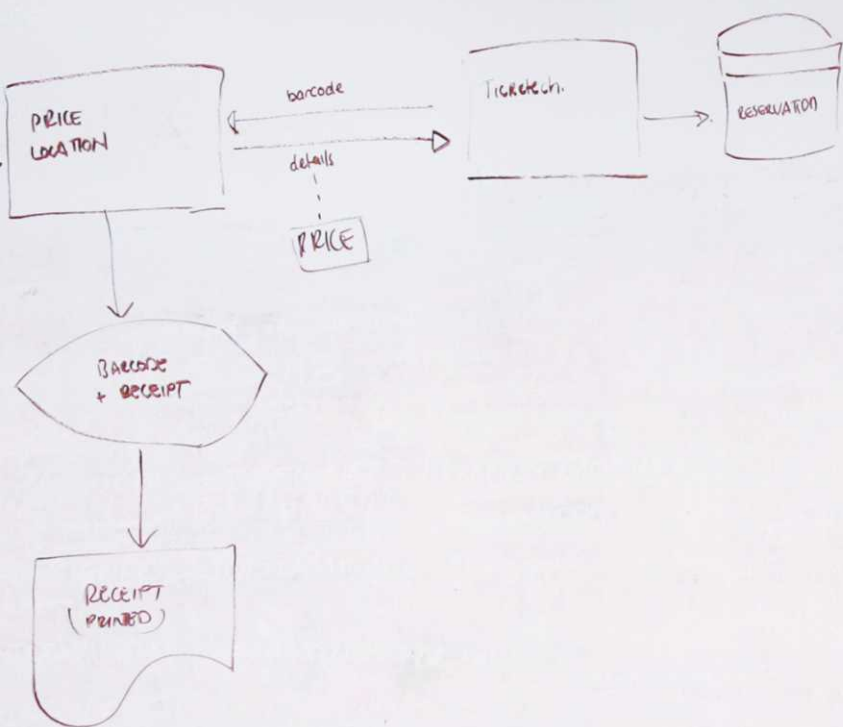 PRICE
LOCATION
barcode
details
PRICE
Ticketech.
RESERVATION
BARCODE
+ RECEIPT
RECEIPT
(PRINTED)